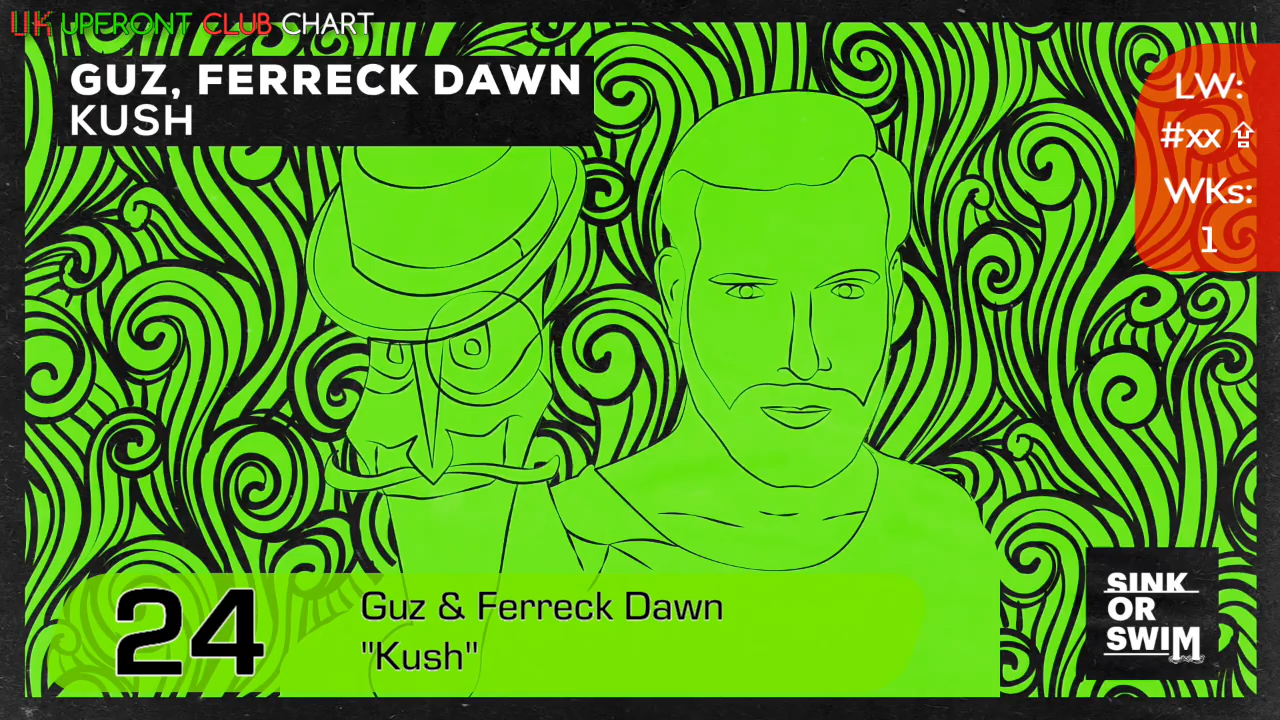 UK UPFRONT CLUB CHART
GUZ, FERRECK DAWN
KUSH
LW:
#xx ⇪
WKs:
1
24
Guz & Ferreck Dawn
"Kush"
SINK
OR
SWIM